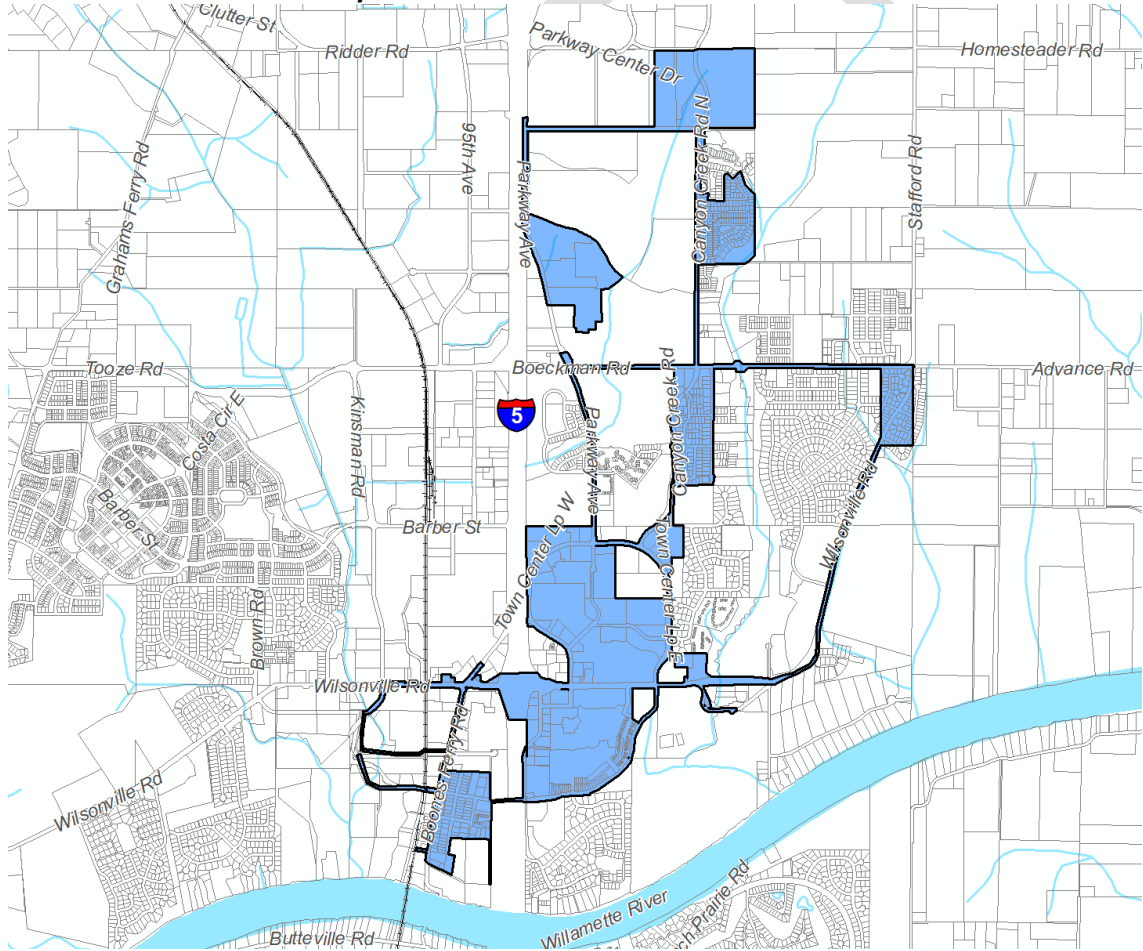 Clutter St
Ridder Rd
Parkway Center Dr
Homesteader Rd
Grahams Ferry Rd
95th Ave
Parkway Ave
Canyon Creek Rd N
Stafford Rd
Tooze Rd
Boeckman Rd
Advance Rd
5
Costa Cir E
Kinsman Rd
Parkway Ave
Canyon Creek Rd
Barber St
Barber St
Town Center Lp W
Town Center Lp E
Wilsonville Rd
Brown Rd
Wilsonville Rd
Boones Ferry Rd
Wilsonville Rd
Willamette River
Prairie Rd
Butteville Rd